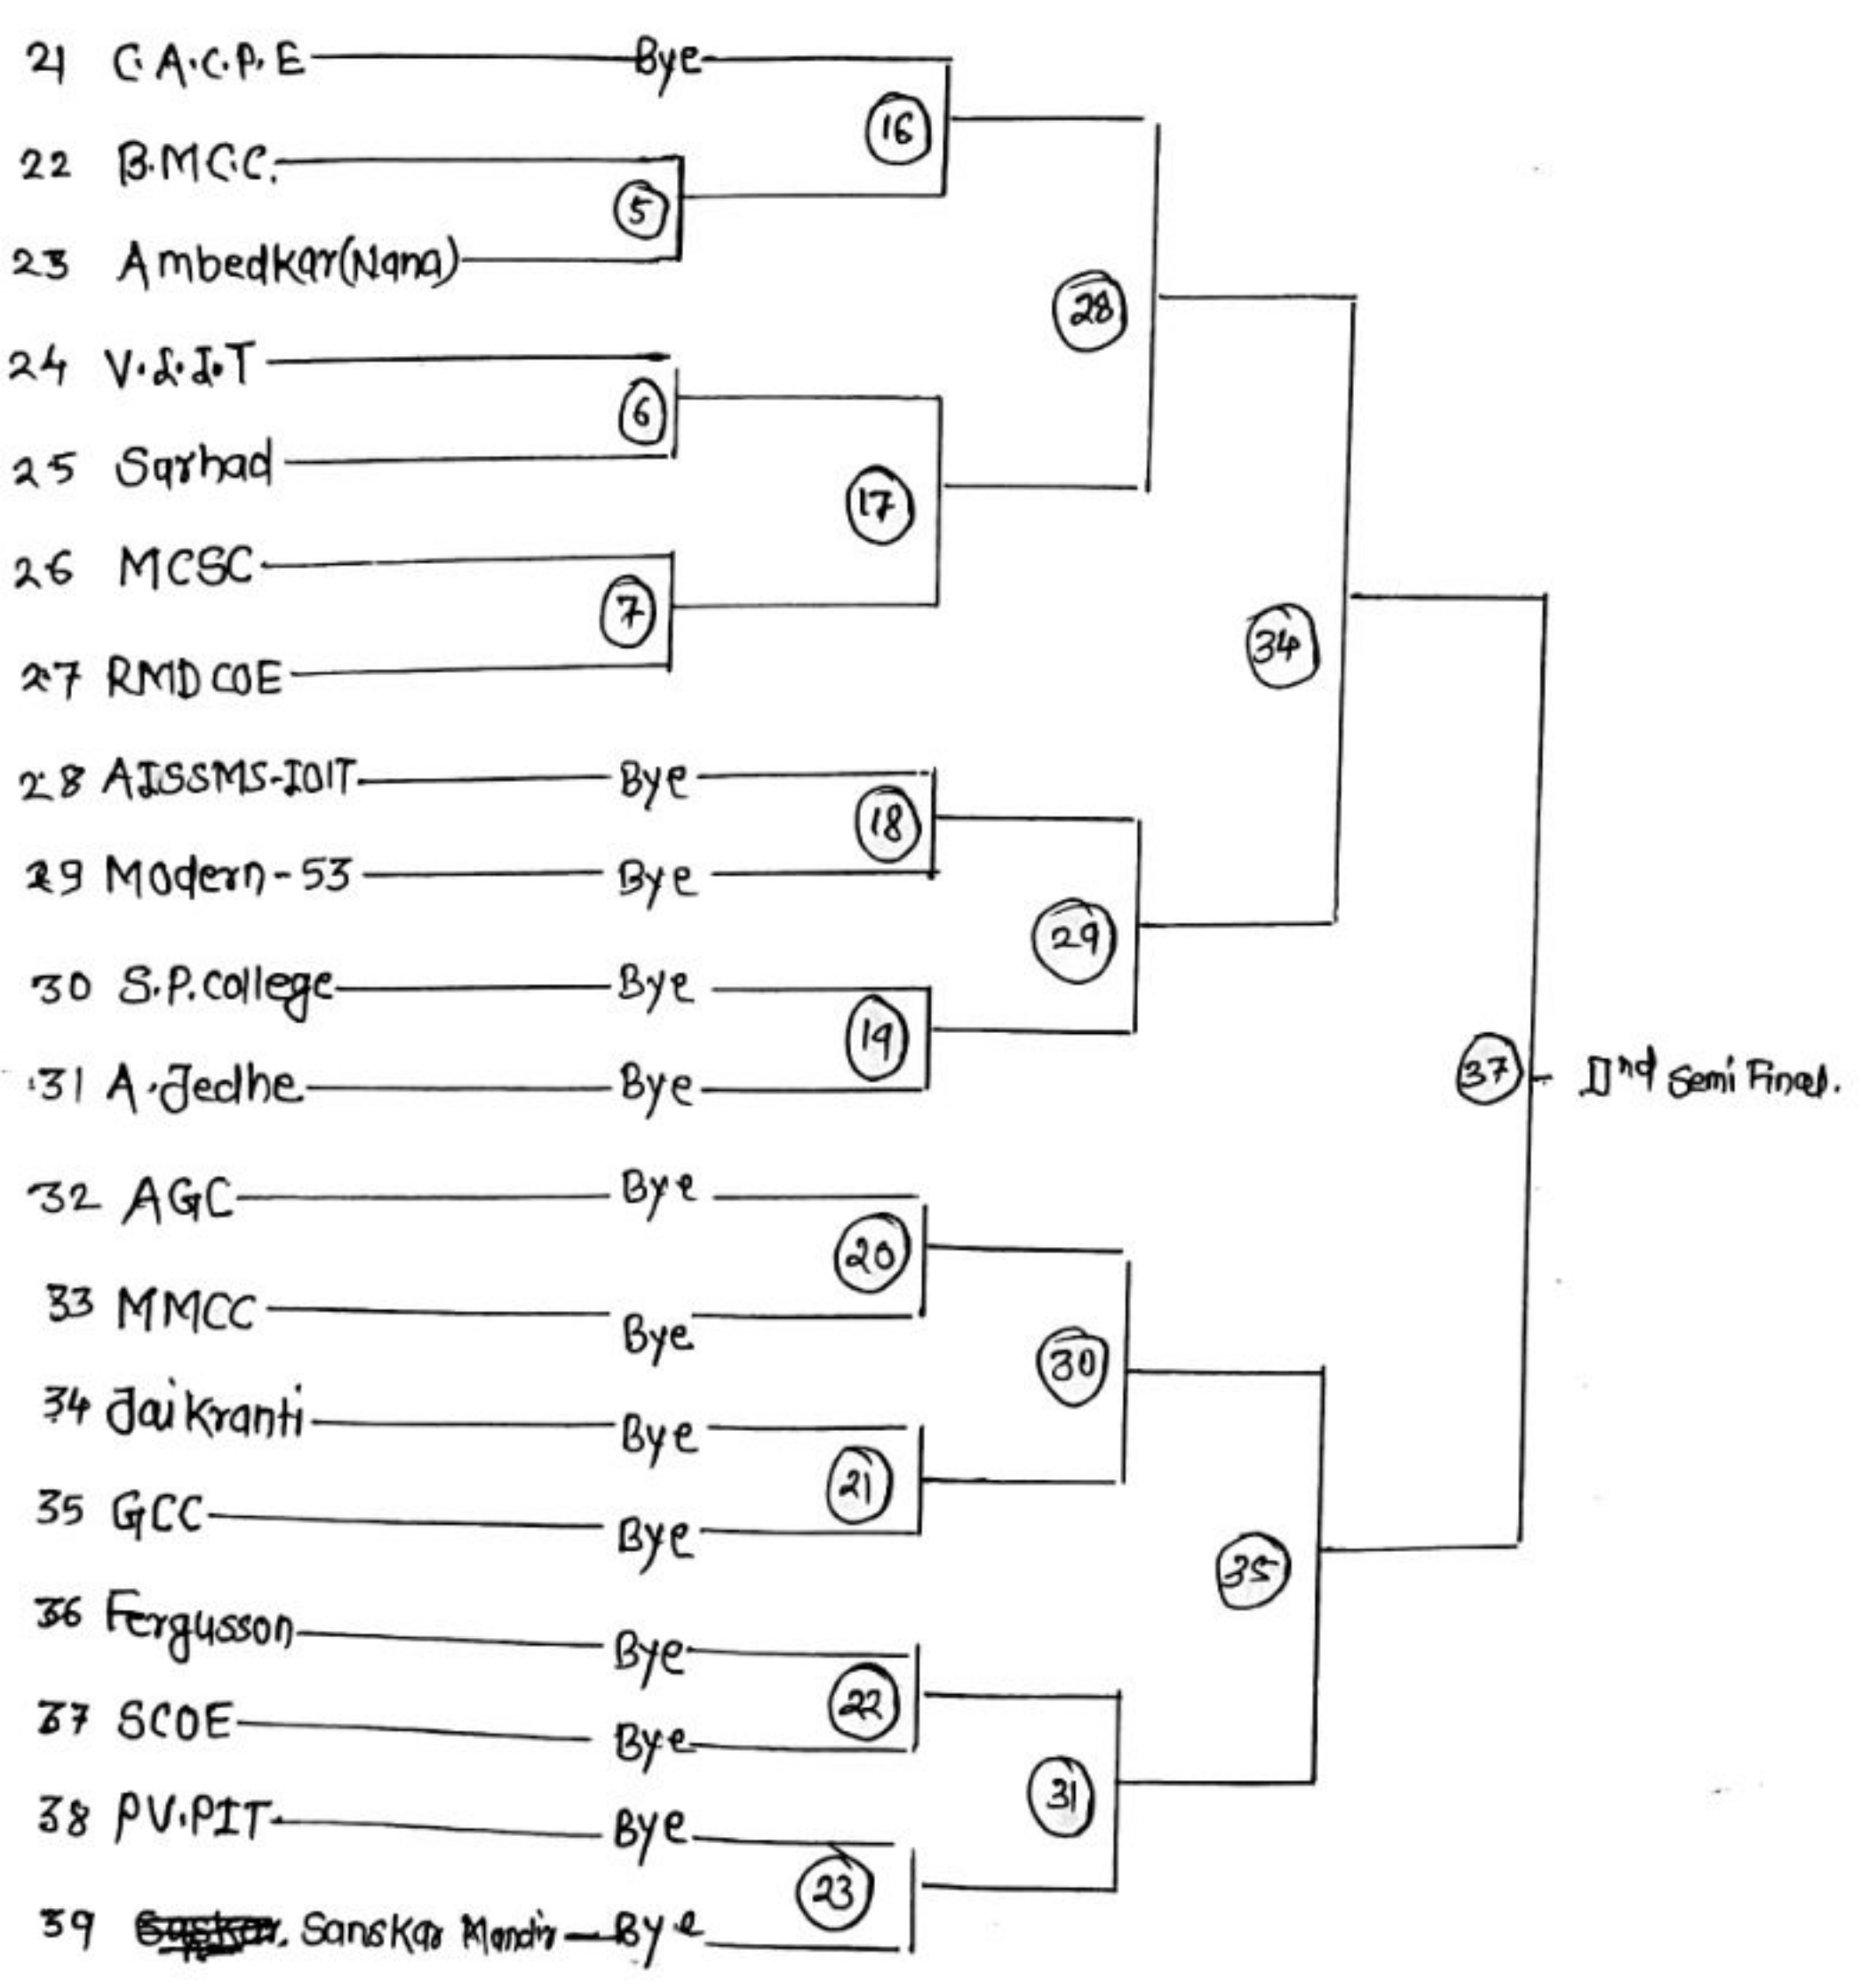 21 C.A.C.P.E Bye
16
22 B.M.C.C.
5
23 Ambedkar(Nana)
28
24 V.S.I.T
6
25 Sarhad
17
26 MCSC
7
34
27 RMD COE
28 AISSMS-IOIT Bye
18
29 Modern-53 Bye
29
30 S.P.college Bye
19
31 A.Jedhe Bye
37 IInd Semi Final.
32 AGC Bye
20
33 MMCC Bye
30
34 Jaikranti Bye
21
35 GCC Bye
35
36 Fergusson Bye
22
37 SCOE Bye
31
38 PV.PIT Bye
23
39 Sanskar Mandir Bye